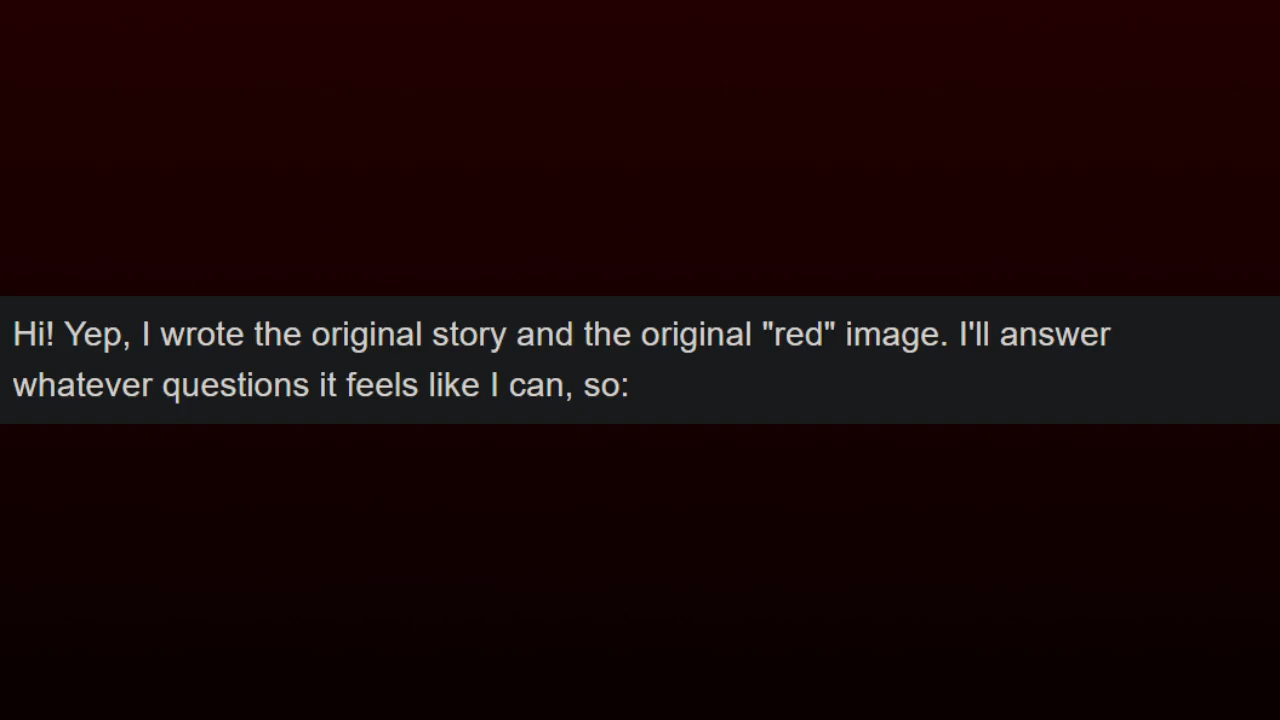 Hi! Yep, I wrote the original story and the original "red" image. I'll answer
whatever questions it feels like I can, so: